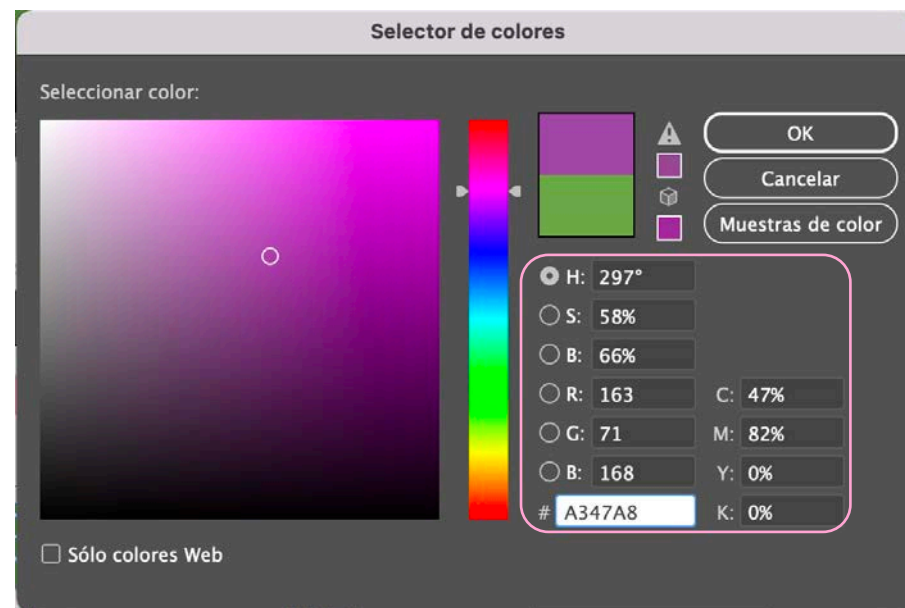 Selector de colores
Seleccionar color:
OK
Cancelar
Muestras de color
H: 297°
S: 58%
B: 66%
R: 163 C: 47%
G: 71 M: 82%
B: 168 Y: 0%
# A347A8 K: 0%
Sólo colores Web